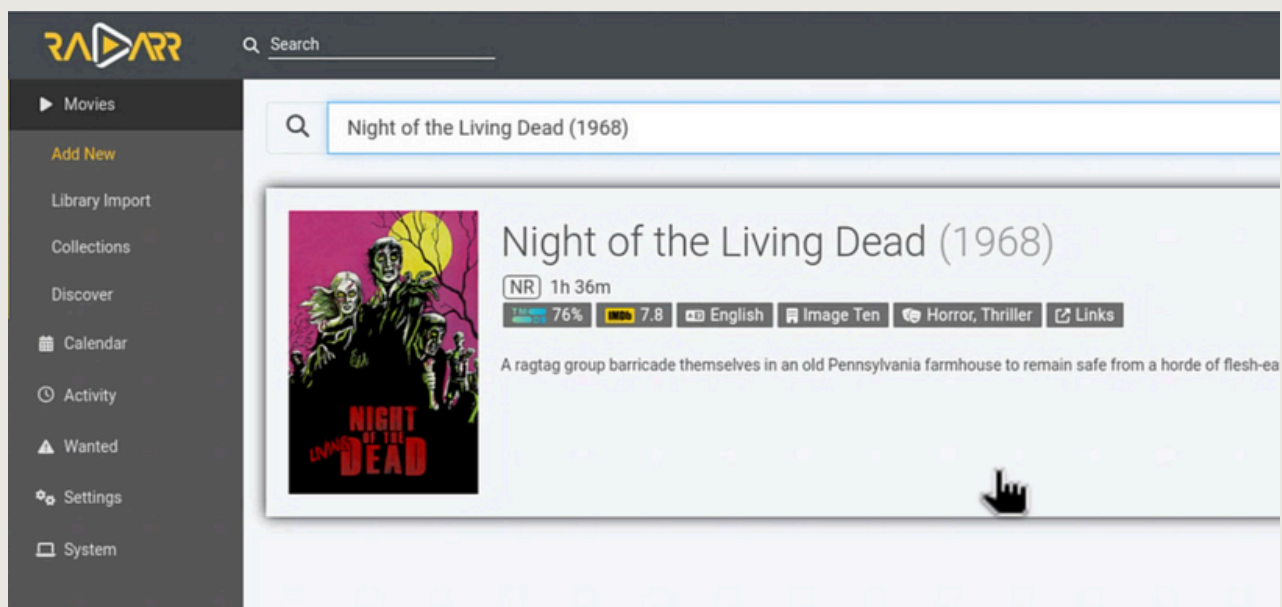 RADARR
Search
Movies
Add New
Library Import
Collections
Discover
Calendar
Activity
Wanted
Settings
System
Night of the Living Dead (1968)
NIGHT
OF THE
LIVING DEAD
Night of the Living Dead (1968)
NR 1h 36m
TMDB 76% IMDb 7.8 English Image Ten Horror, Thriller Links
A ragtag group barricade themselves in an old Pennsylvania farmhouse to remain safe from a horde of flesh-ea